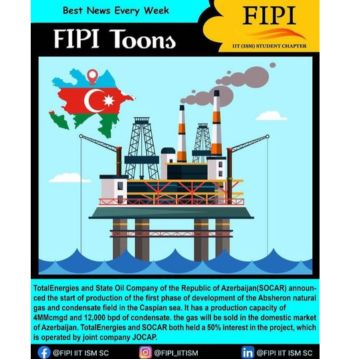 Best News Every Week
FIPI
IIT (ISM) STUDENT CHAPTER
FIPI Toons
TotalEnergies and State Oil Company of the Republic of Azerbaijan(SOCAR) announ-
ced the start of production of the first phase of development of the Absheron natural
gas and condensate field in the Caspian sea. It has a production capacity of
4MMcmgd and 12,000 bpd of condensate. the gas will be sold in the domestic market
of Azerbaijan. TotalEnergies and SOCAR both held a 50% interest in the project, which
is operated by joint company JOCAP.
@FIPI IIT ISM SC
@FIPI_IITISM
@FIPI IIT ISM SC